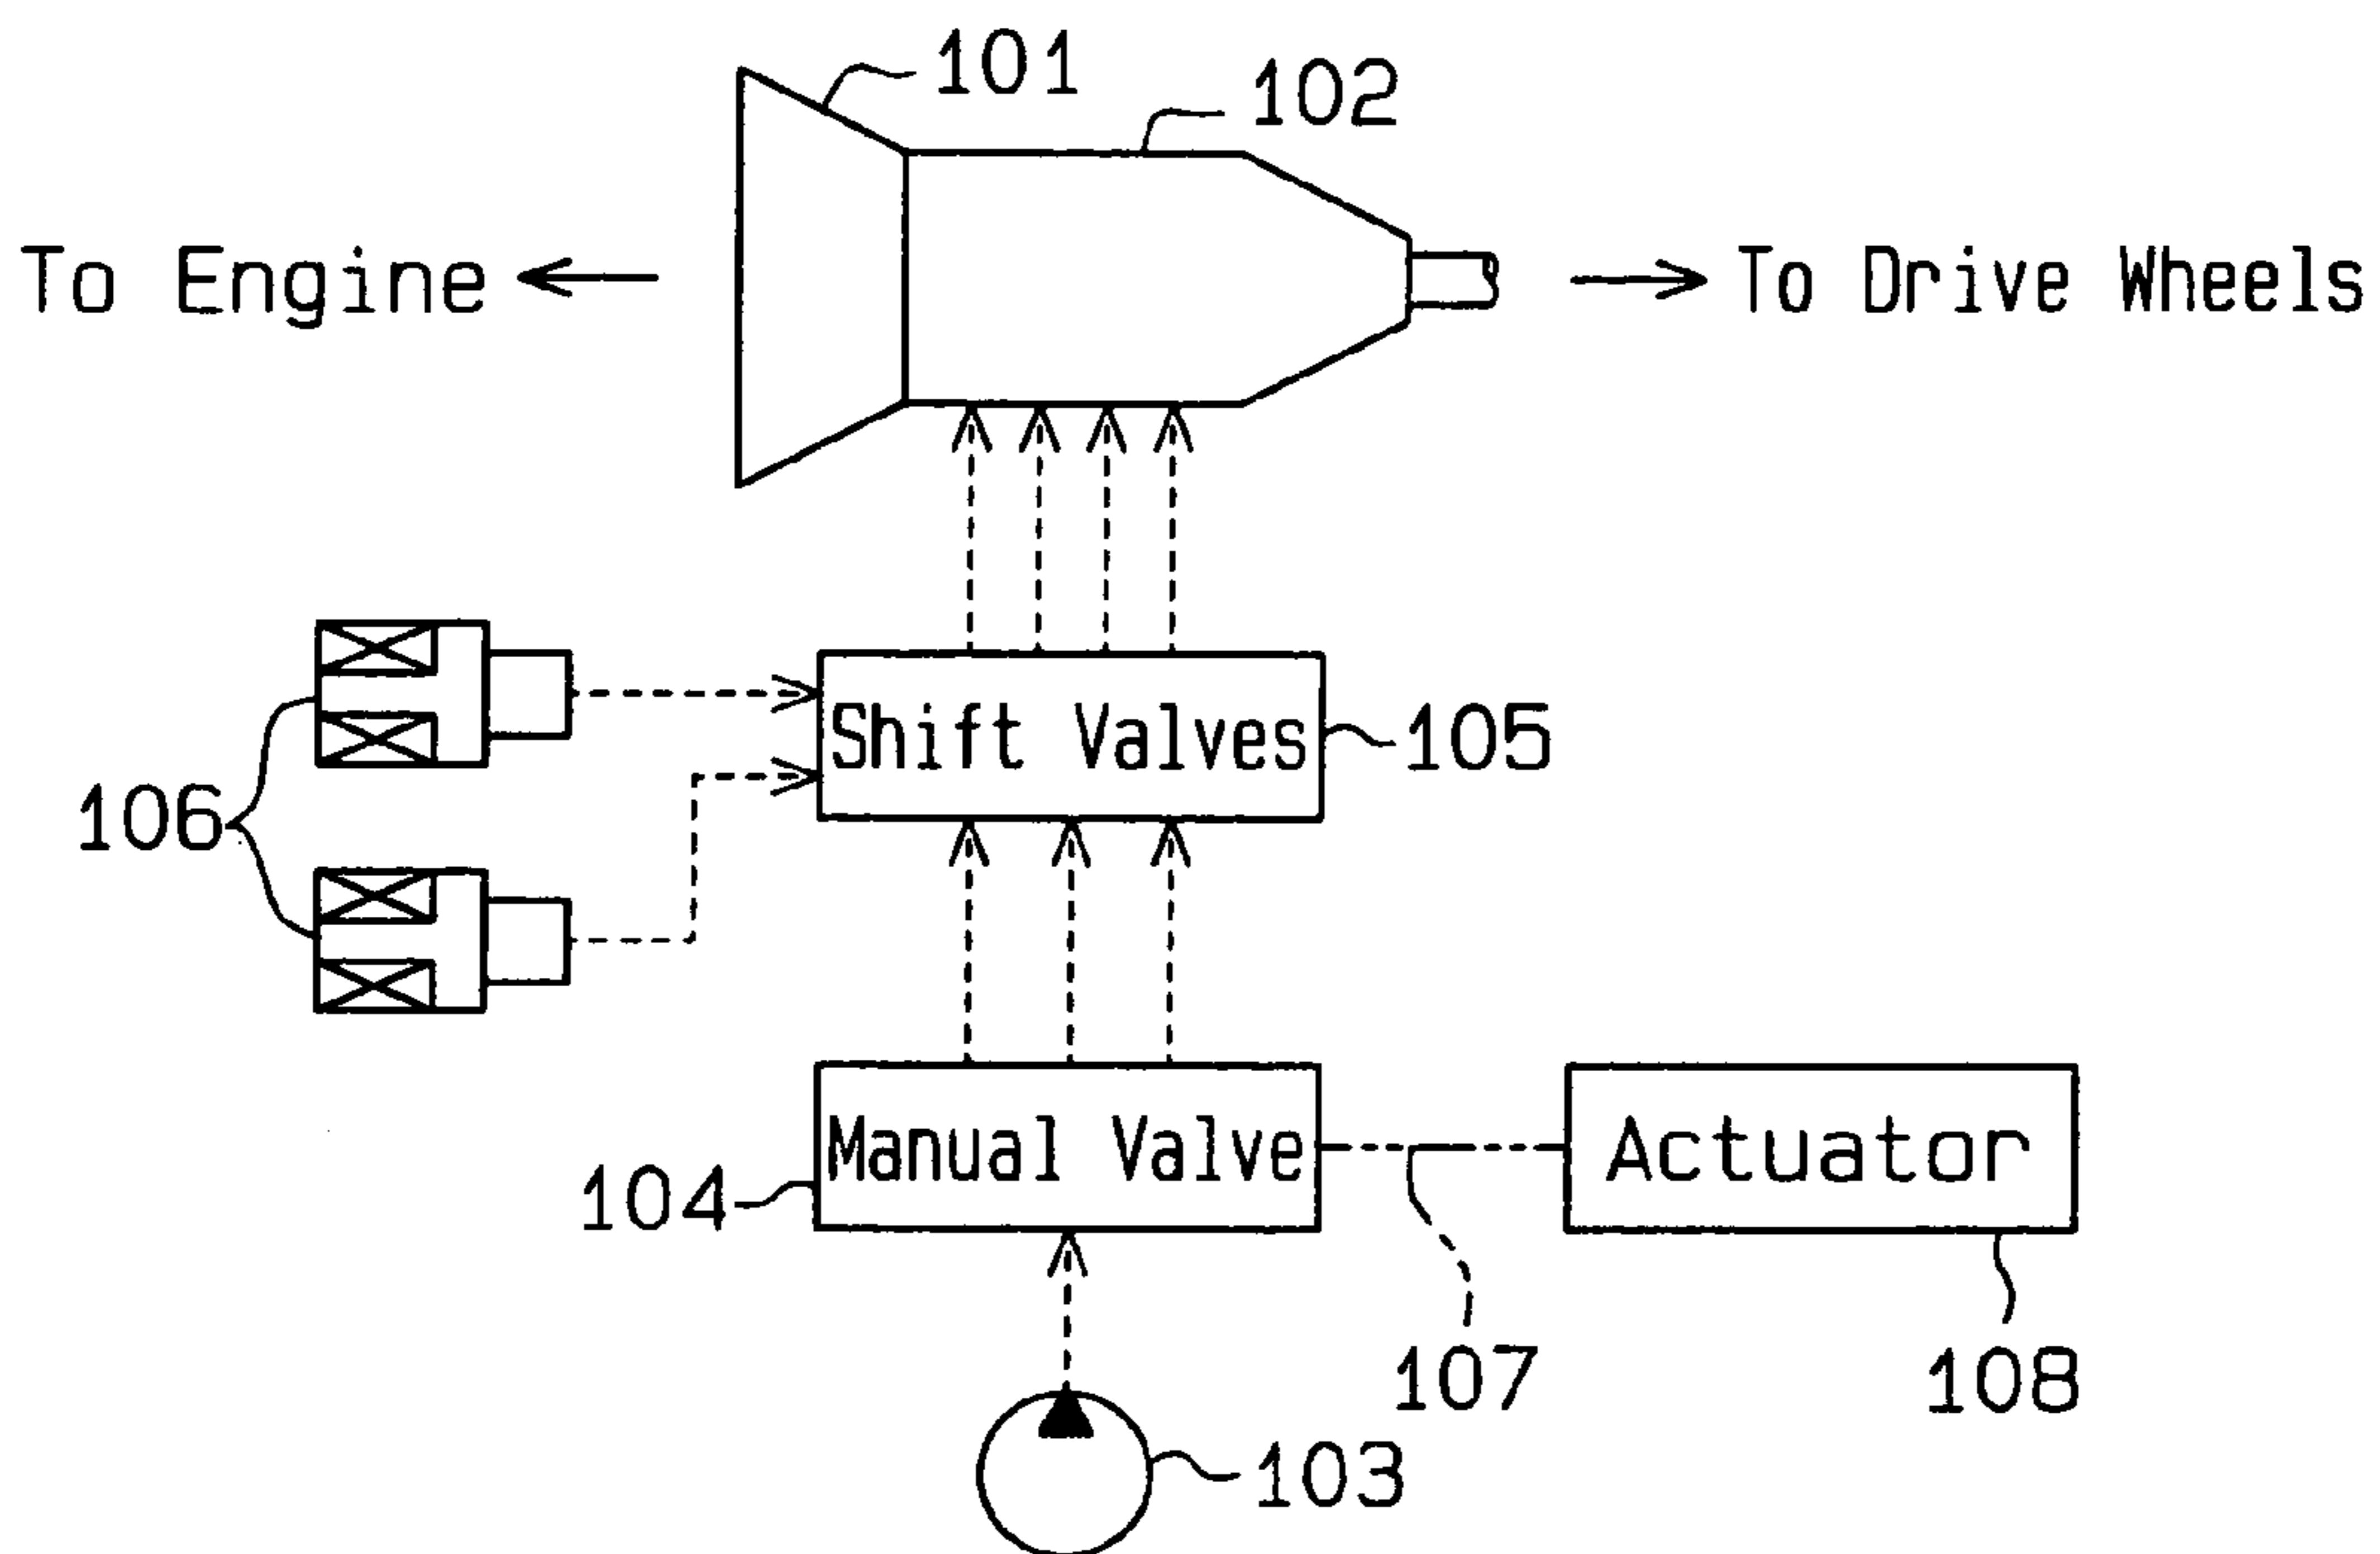 101
102
To Engine
To Drive Wheels
Shift Valves
105
106
Manual Valve
Actuator
104
107
108
103